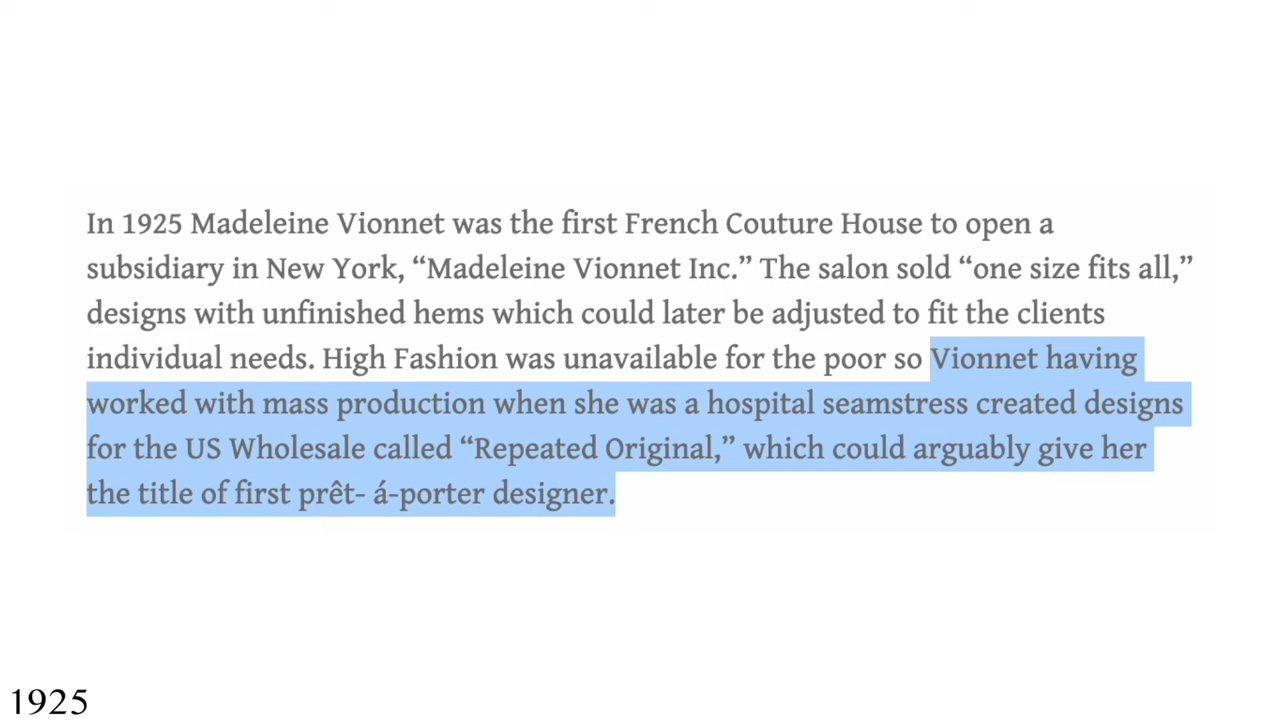 In 1925 Madeleine Vionnet was the first French Couture House to open a
subsidiary in New York, “Madeleine Vionnet Inc.” The salon sold “one size fits all,”
designs with unfinished hems which could later be adjusted to fit the clients
individual needs. High Fashion was unavailable for the poor so Vionnet having
worked with mass production when she was a hospital seamstress created designs
for the US Wholesale called “Repeated Original,” which could arguably give her
the title of first prêt- á-porter designer.
1925